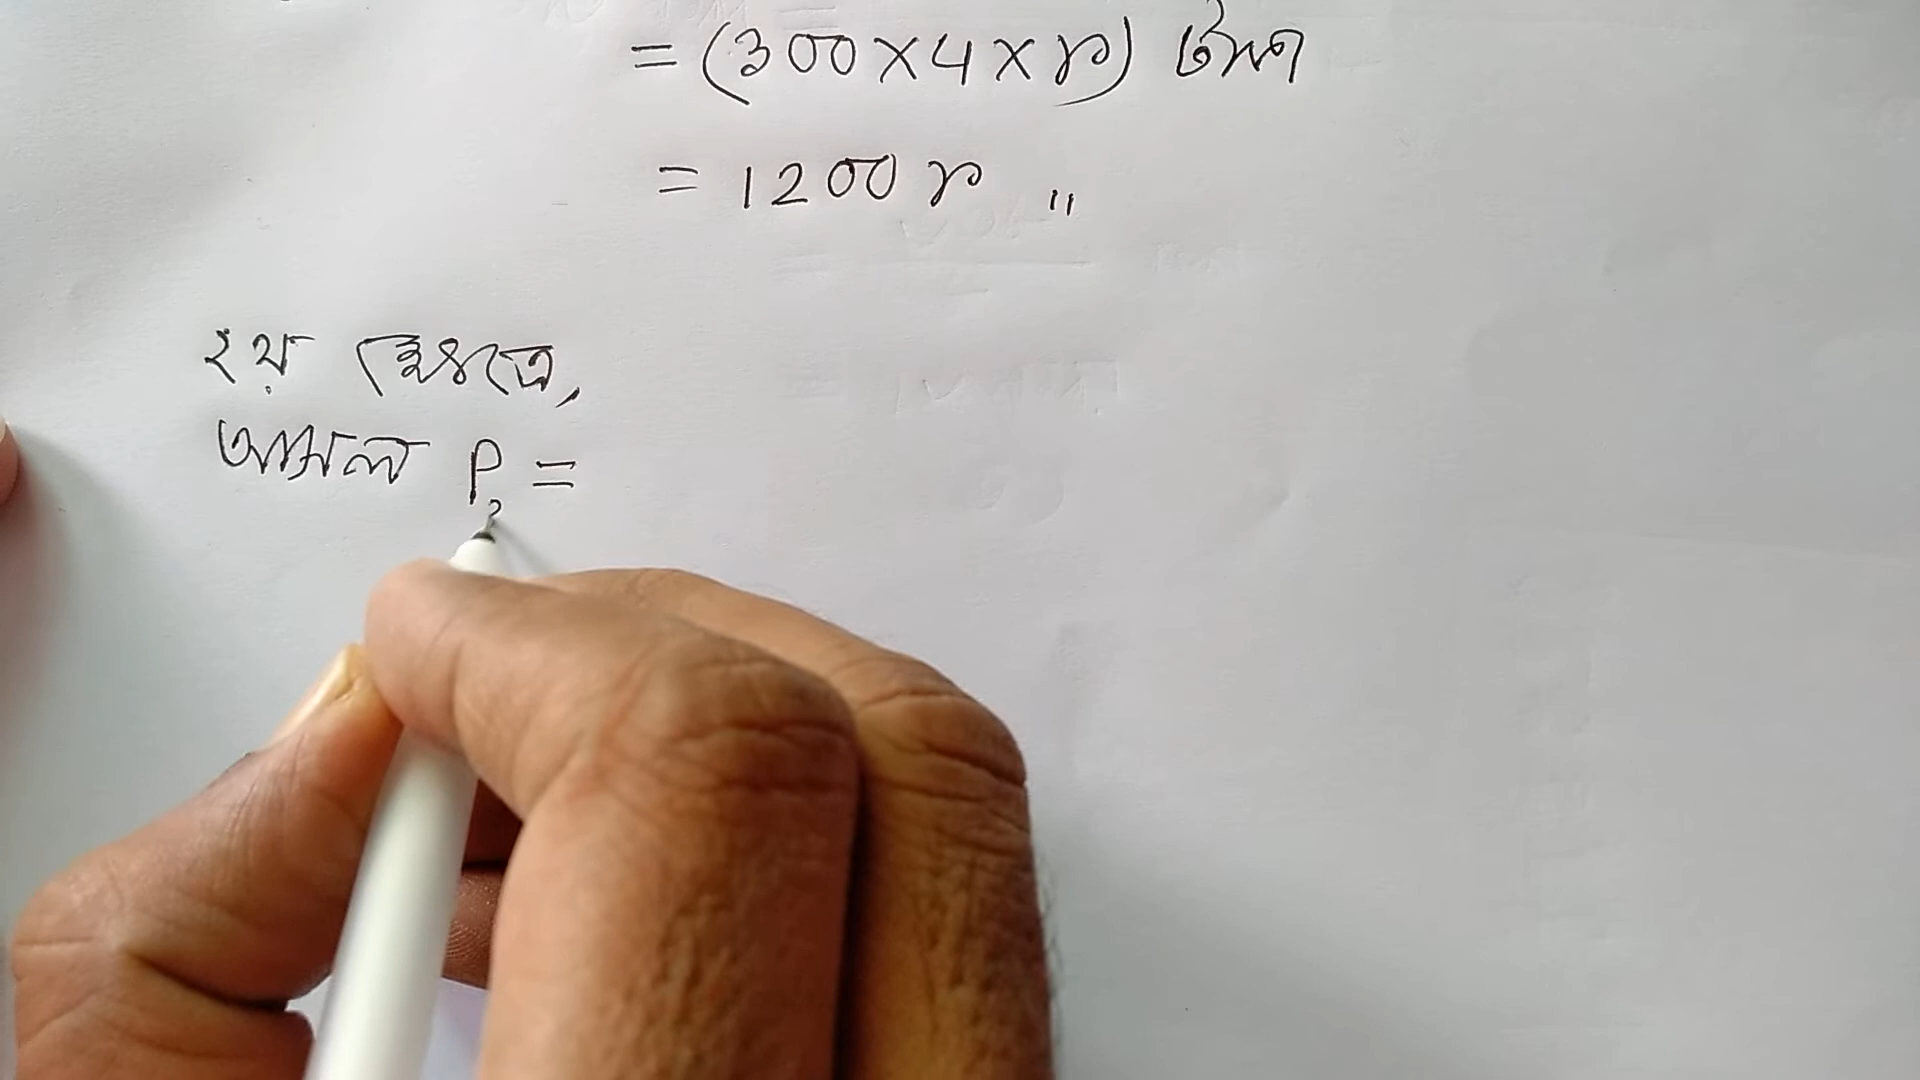 = (300×4×r) টাকা
= 1200 r "
২য় ক্ষেত্রে,
আসল P₂ =